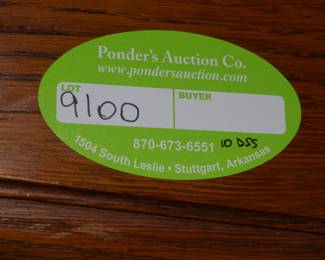 Ponder's Auction Co.
www.pondersauction.com
LOT
BUYER
9100
870-673-6551 10 DSS
1504 South Leslie • Stuttgart, Arkansas